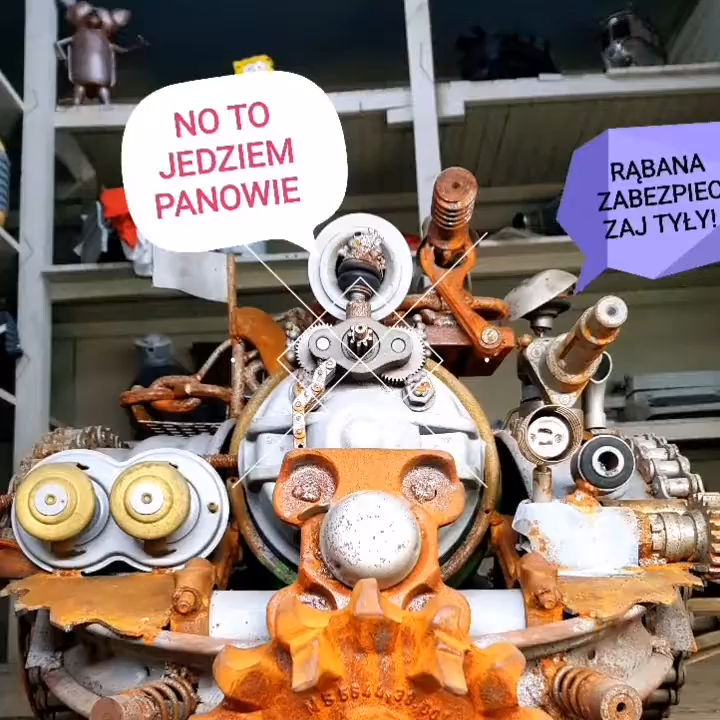 NO TO
JEDZIEM
PANOWIE
RĄBANA
ZABEZPIEC
ZAJ TYŁY!